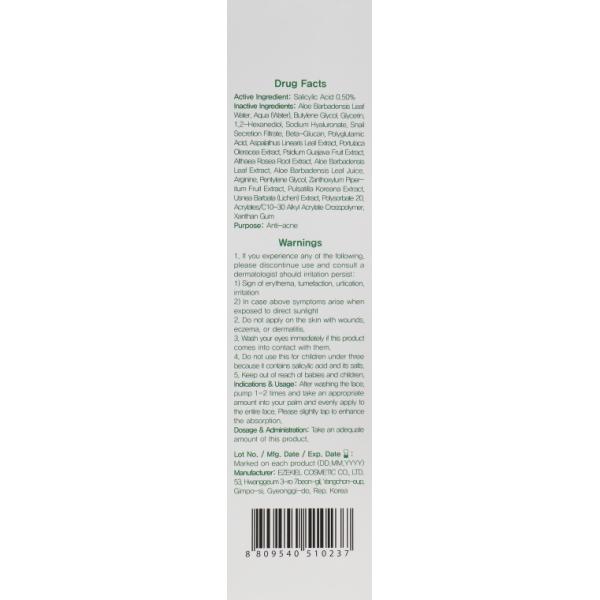 Drug Facts
Active Ingredient: Salicylic Acid 0.50%
Inactive Ingredients: Aloe Barbadensis Leaf
Water, Aqua (Water), Butylene Glycol, Glycerin,
1,2-Hexanediol, Sodium Hyaluronate, Snail
Secretion Filtrate, Beta-Glucan, Polyglutamic
Acid, Aspalathus Linearis Leaf Extract, Portulaca
Oleracea Extract, Psidium Guajava Fruit Extract,
Althaea Rosea Root Extract, Aloe Barbadensis
Leaf Extract, Aloe Barbadensis Leaf Juice,
Arginine, Pentylene Glycol, Zanthoxylum Piper-
itum Fruit Extract, Pulsatilla Koreana Extract,
Usnea Barbata (Lichen) Extract, Polysorbate 20,
Acrylates/C10-30 Alkyl Acrylate Crosspolymer,
Xanthan Gum
Purpose: Anti-acne
Warnings
1. If you experience any of the following,
please discontinue use and consult a
dermatologist should irritation persist:
1) Sign of erythema, tumefaction, urtication,
irritation
2) In case above symptoms arise when
exposed to direct sunlight
2. Do not apply on the skin with wounds,
eczema, or dermatitis.
3. Wash your eyes immediately if this product
comes into contact with them.
4. Do not use this for children under three
because it contains salicylic acid and its salts.
5. Keep out of reach of babies and children.
Indications & Usage: After washing the face,
pump 1-2 times and take an appropriate
amount into your palm and evenly apply to
the entire face. Please slightly tap to enhance
the absorption.
Dosage & Administration: Take an adequate
amount of this product.
Lot No. / Mfg. Date / Exp. Date :
Marked on each product (DD,MM,YYYY)
Manufacturer: EZEKIEL COSMETIC CO., LTD.
53, Hwanggeum 3-ro 7beon-gil, Yangchon-eup,
Gimpo-si, Gyeonggi-do, Rep. Korea
8 809540 510237